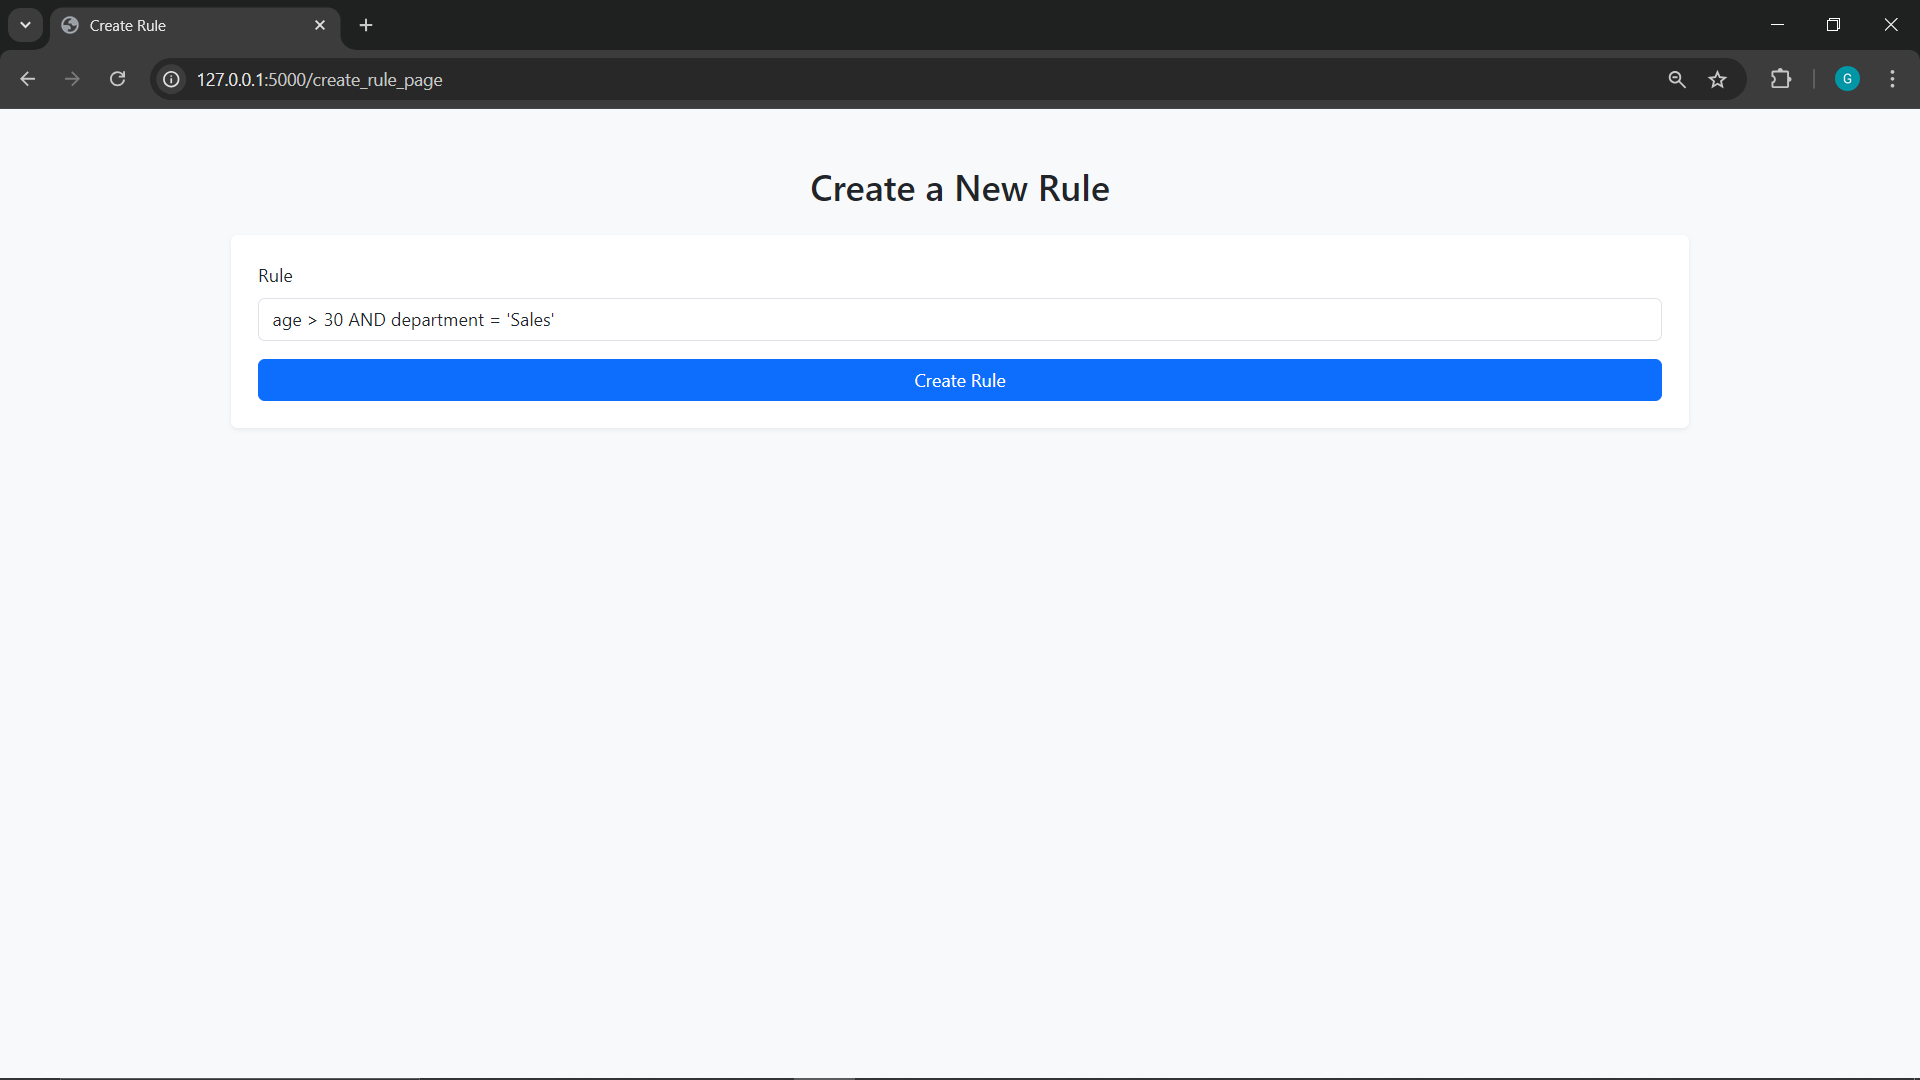 Create Rule
127.0.0.1:5000/create_rule_page
G
Create a New Rule
Rule
age > 30 AND department = 'Sales'
Create Rule